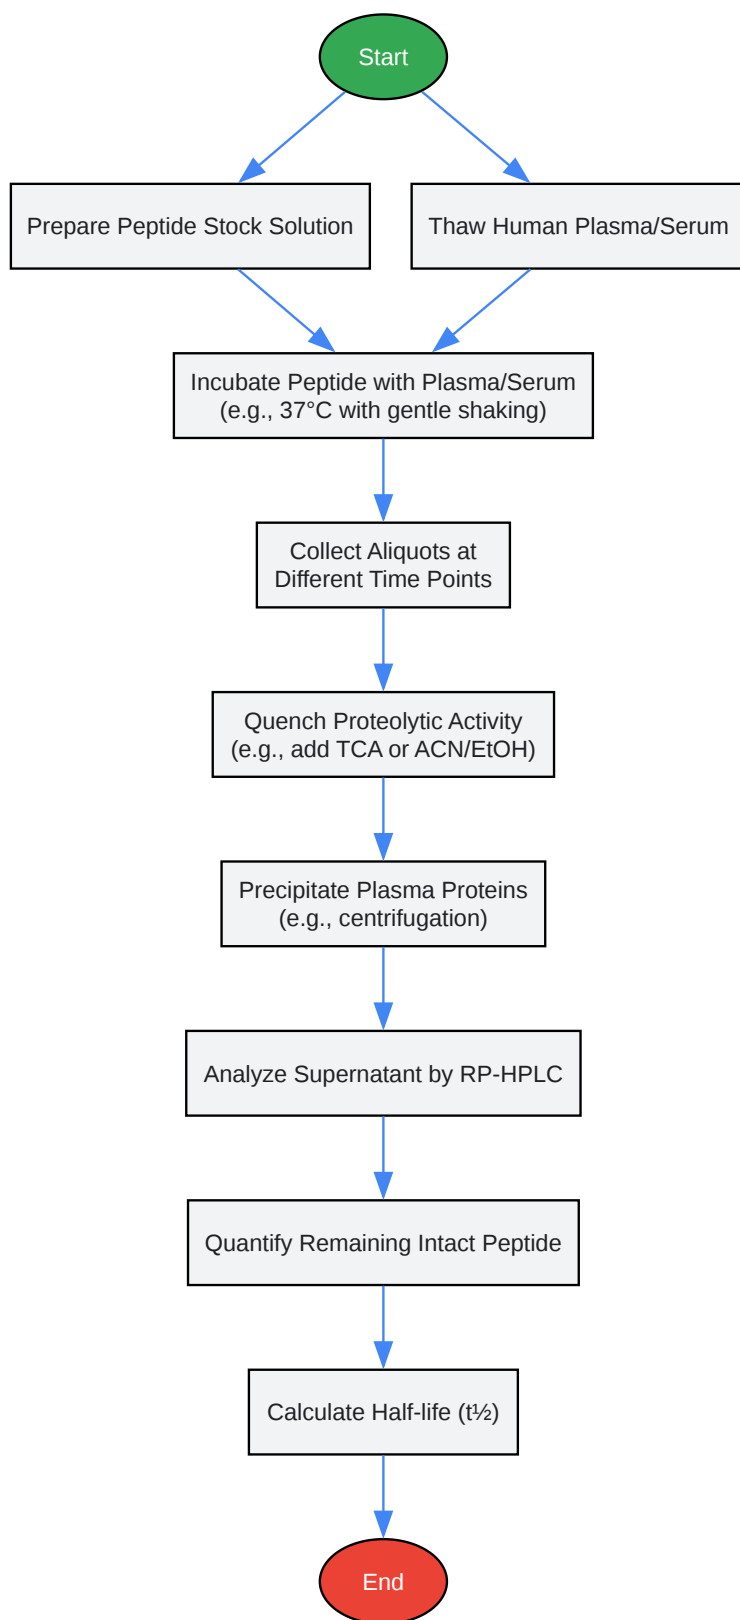 Start
Prepare Peptide Stock Solution
Thaw Human Plasma/Serum
Incubate Peptide with Plasma/Serum
(e.g., 37°C with gentle shaking)
Collect Aliquots at
Different Time Points
Quench Proteolytic Activity
(e.g., add TCA or ACN/EtOH)
Precipitate Plasma Proteins
(e.g., centrifugation)
Analyze Supernatant by RP-HPLC
Quantify Remaining Intact Peptide
Calculate Half-life (t½)
End